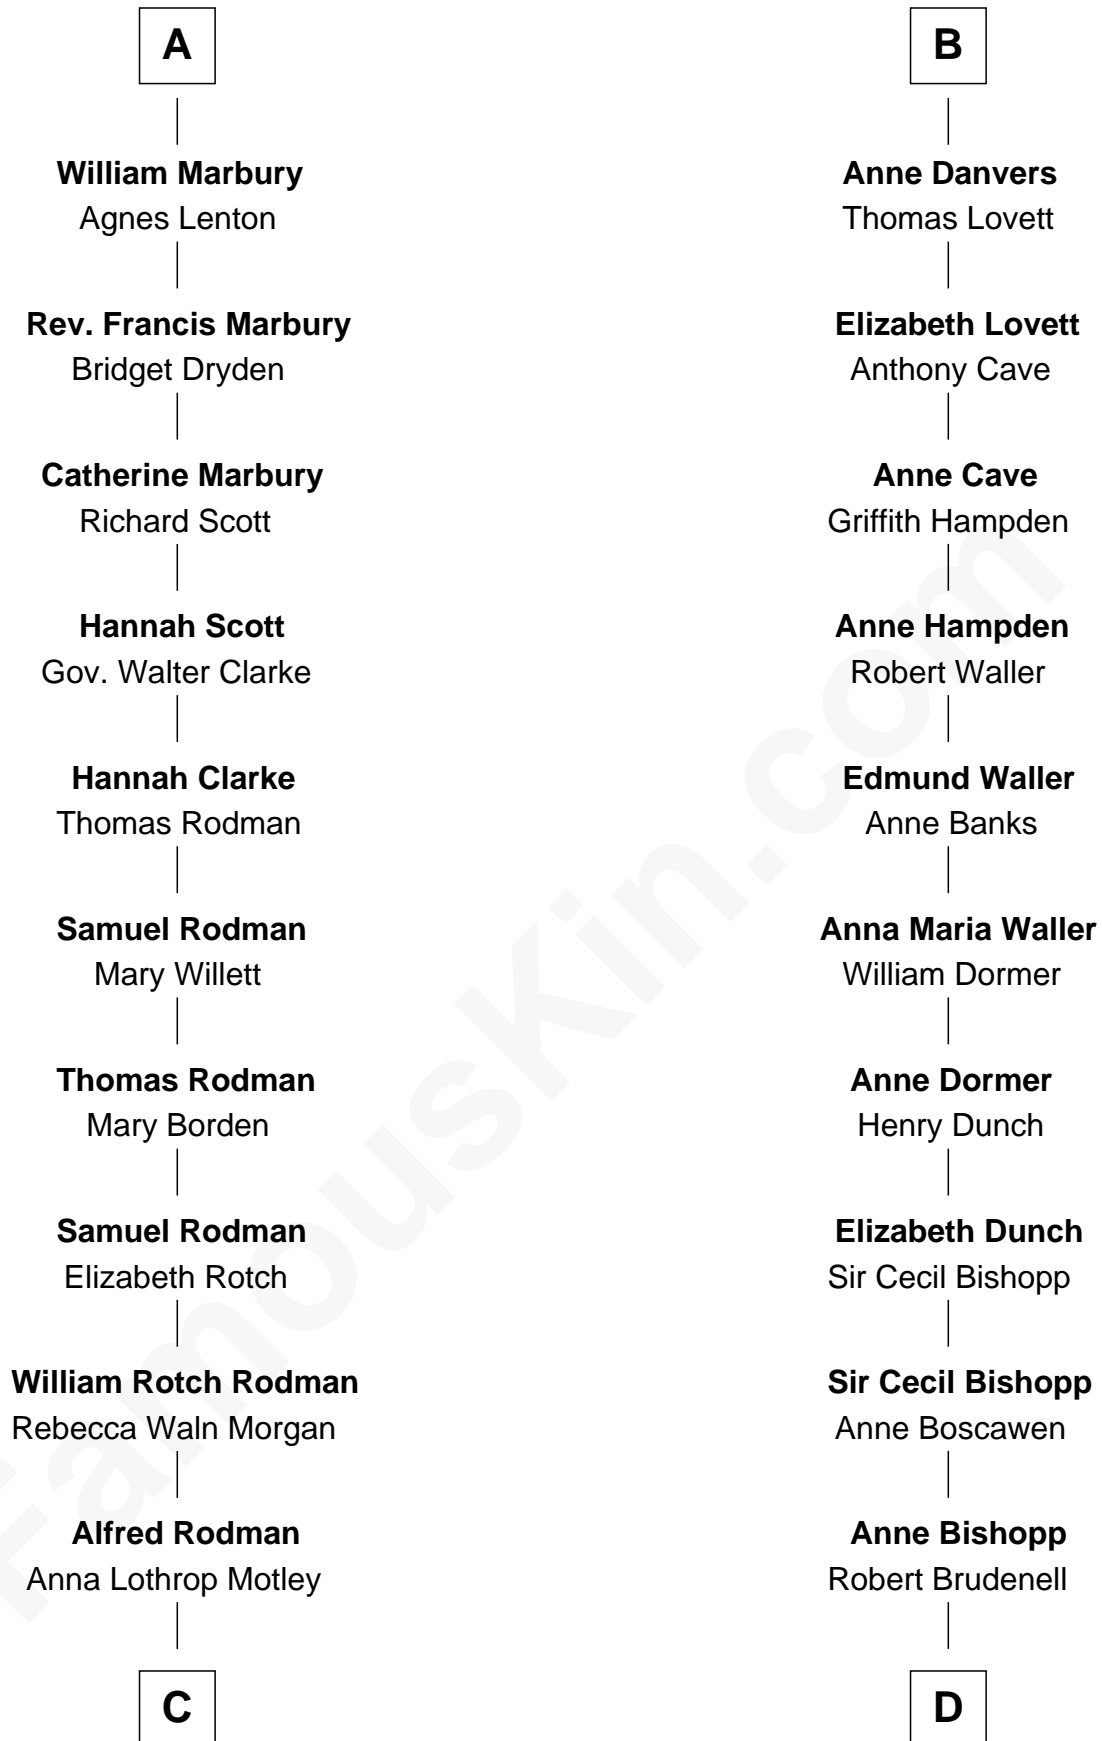 A
William Marbury
Agnes Lenton
Rev. Francis Marbury
Bridget Dryden
Catherine Marbury
Richard Scott
Hannah Scott
Gov. Walter Clarke
Hannah Clarke
Thomas Rodman
Samuel Rodman
Mary Willett
Thomas Rodman
Mary Borden
Samuel Rodman
Elizabeth Rotch
William Rotch Rodman
Rebecca Waln Morgan
Alfred Rodman
Anna Lothrop Motley
C
B
Anne Danvers
Thomas Lovett
Elizabeth Lovett
Anthony Cave
Anne Cave
Griffith Hampden
Anne Hampden
Robert Waller
Edmund Waller
Anne Banks
Anna Maria Waller
William Dormer
Anne Dormer
Henry Dunch
Elizabeth Dunch
Sir Cecil Bishopp
Sir Cecil Bishopp
Anne Boscawen
Anne Bishopp
Robert Brudenell
D
FamousKin.com